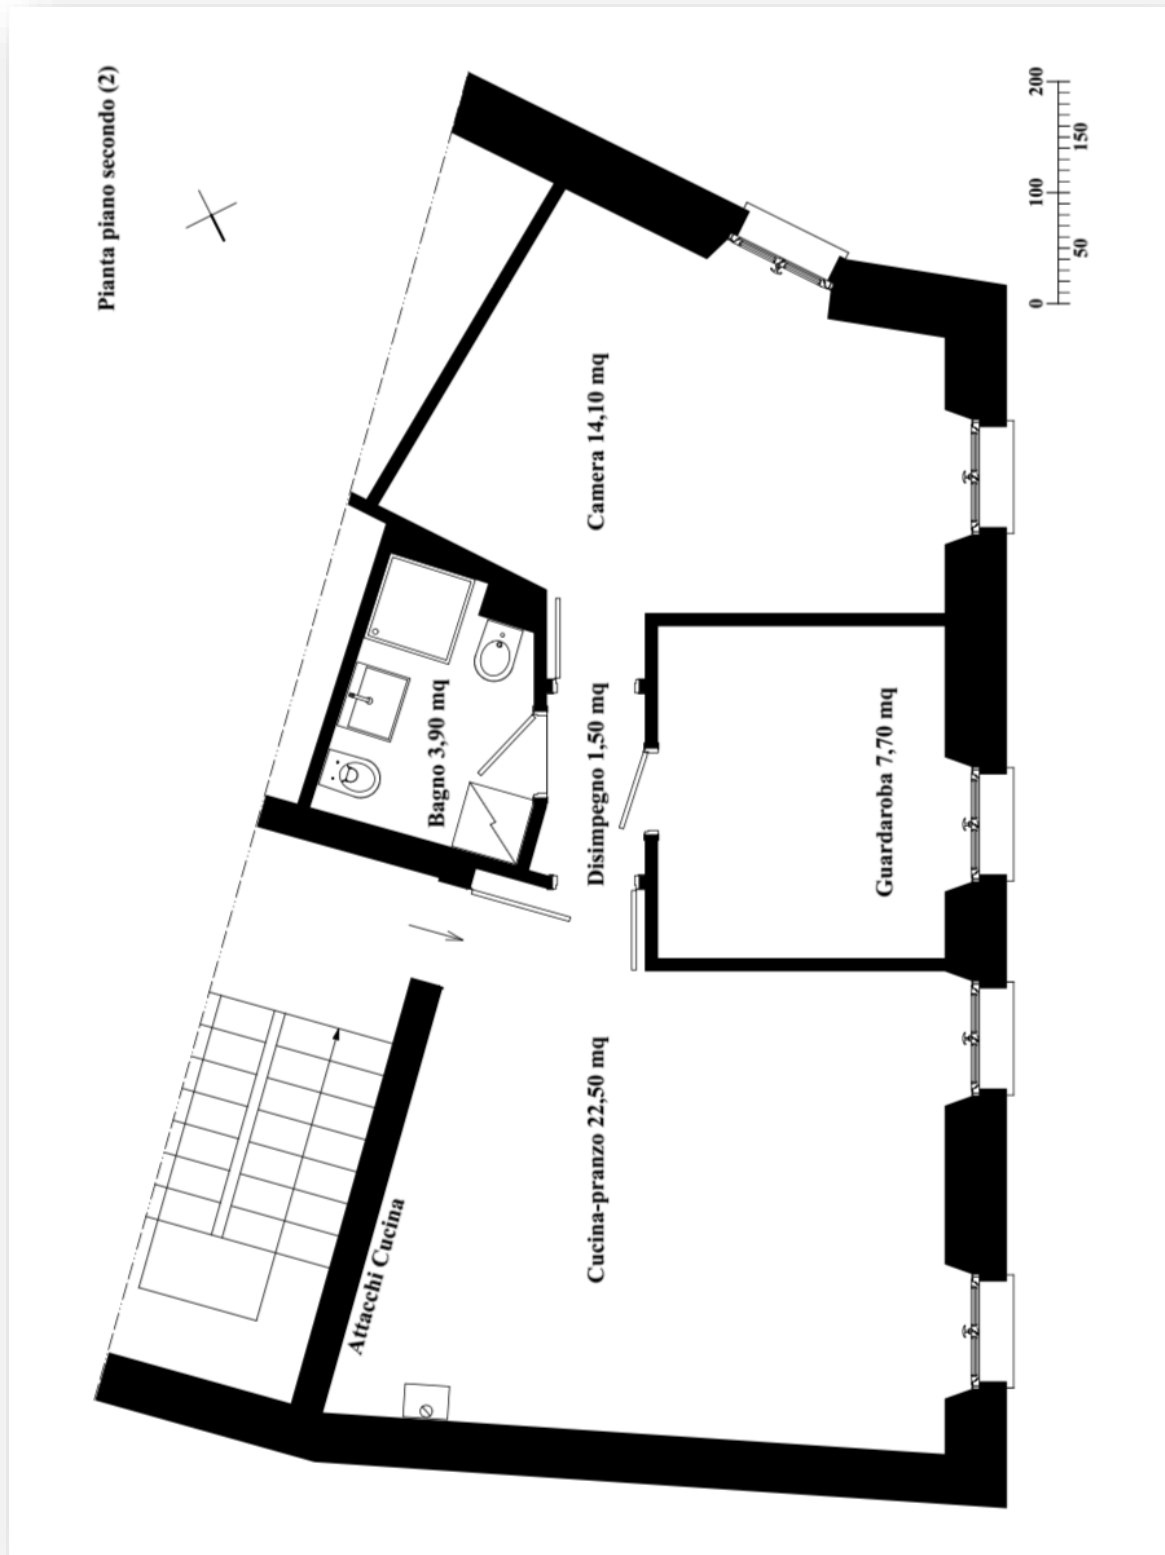 Pianta piano secondo (2)
Camera 14,10 mq
Bagno 3,90 mq
Disimpegno 1,50 mq
Guardaroba 7,70 mq
Cucina-pranzo 22,50 mq
Attacchi Cucina
0
50
100
150
200